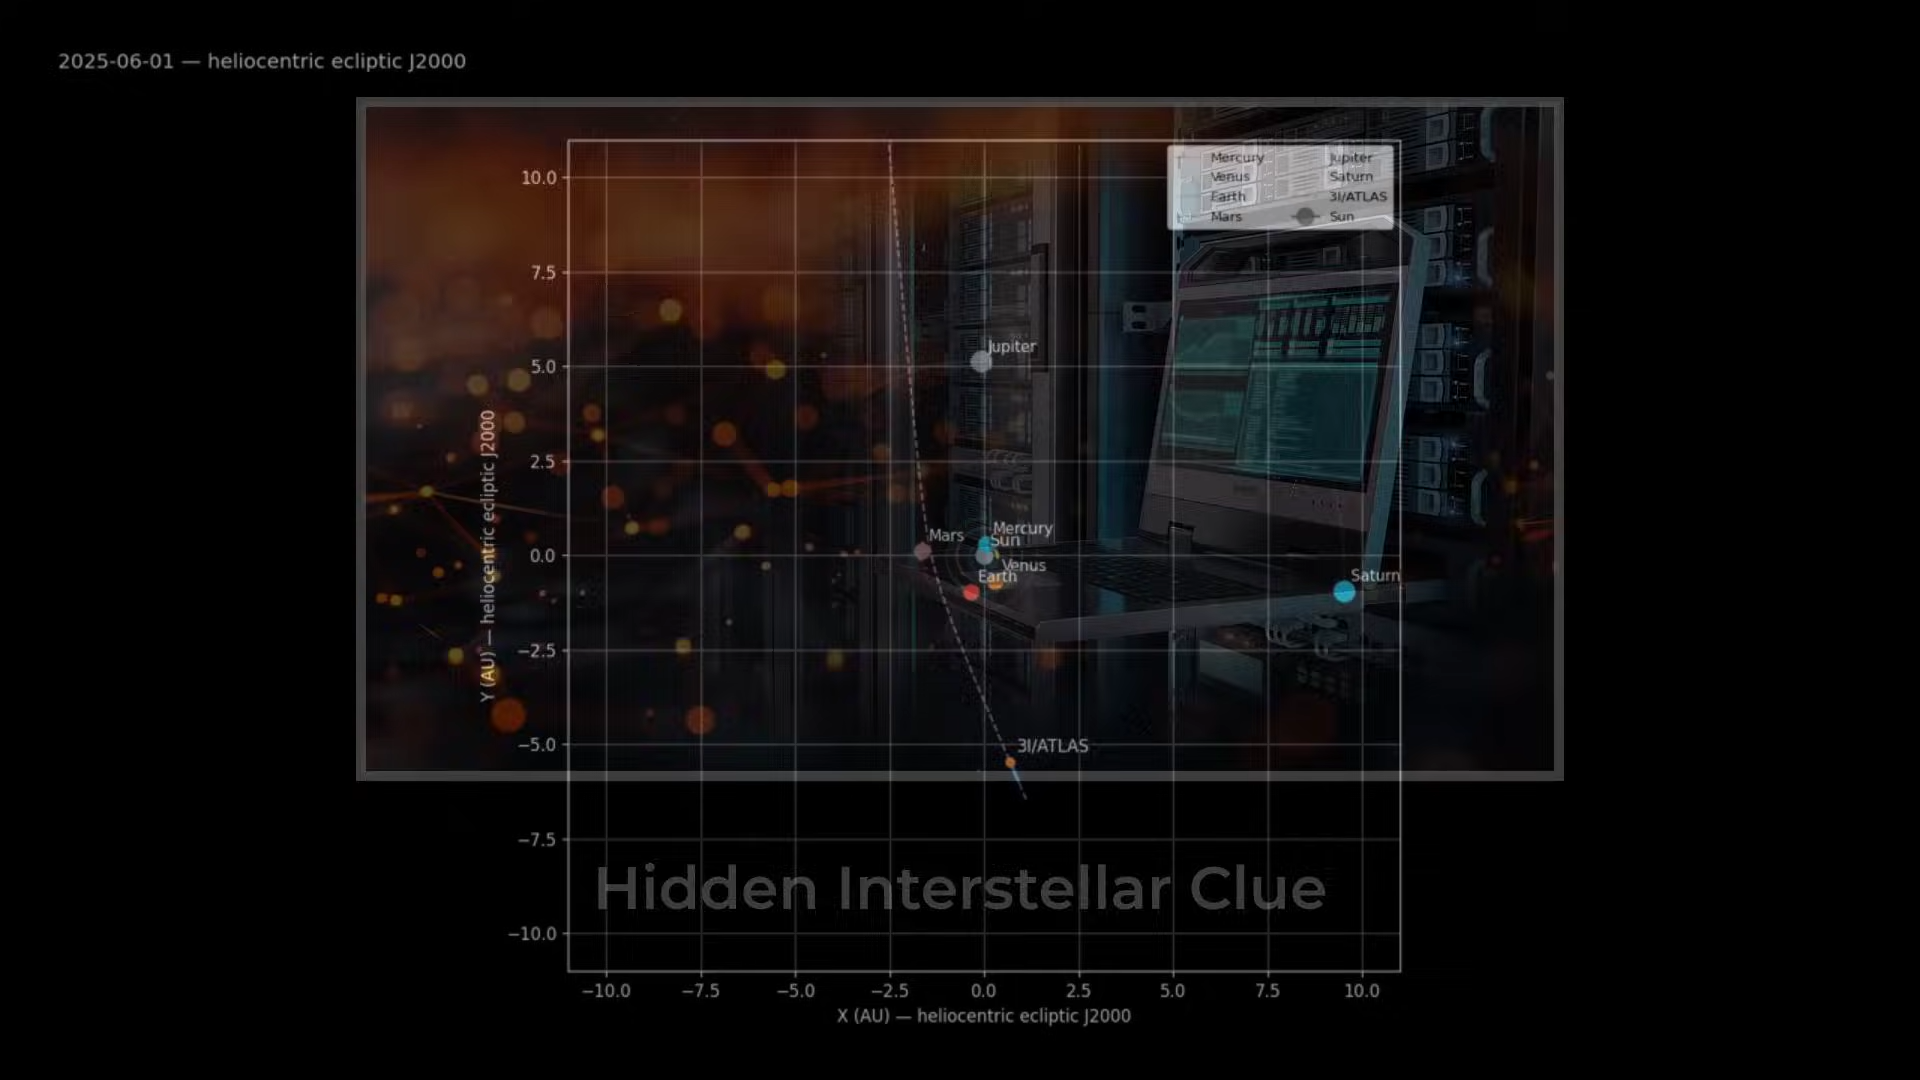 2025-06-01 — heliocentric ecliptic J2000
Mercury Jupiter
Venus Saturn
Earth 3I/ATLAS
Mars Sun
10.0
7.5
5.0
2.5
0.0
−2.5
−5.0
−7.5
−10.0
Y (AU) — heliocentric ecliptic J2000
Jupiter
Mercury
Mars
Sun
Venus
Earth
Saturn
3I/ATLAS
Hidden Interstellar Clue
−10.0 −7.5 −5.0 −2.5 0.0 2.5 5.0 7.5 10.0
X (AU) — heliocentric ecliptic J2000